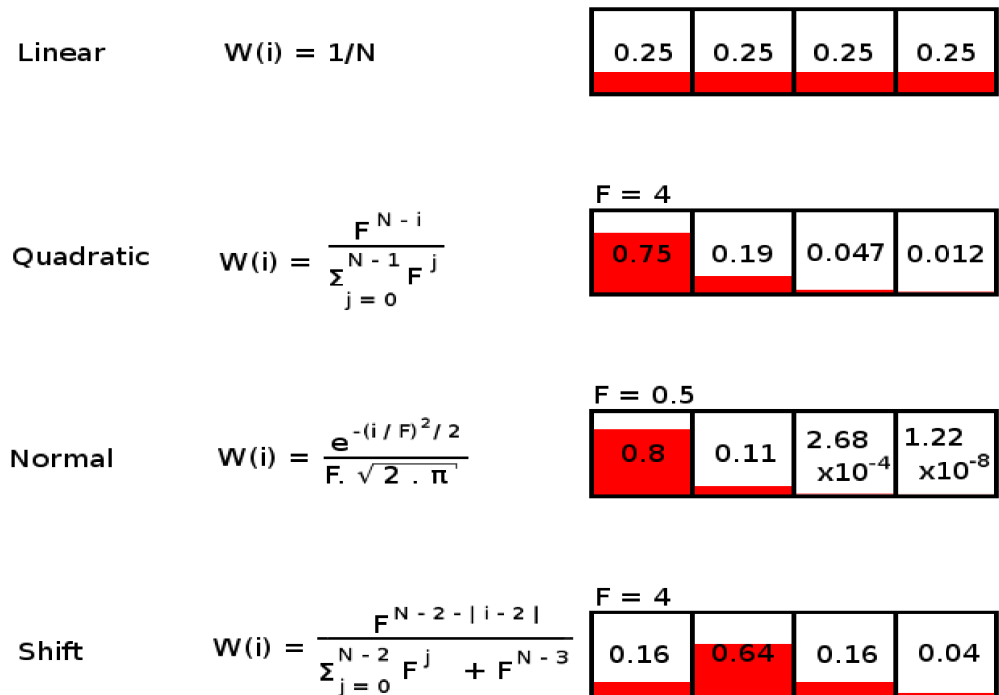 Linear W(i) = 1/N 0.25 0.25 0.25 0.25
F = 4
Quadratic W(i) = F^(N - i) / Σ_(j = 0)^(N - 1) F^j 0.75 0.19 0.047 0.012
F = 0.5
Normal W(i) = e^(-(i / F)^2 / 2) / F. √ 2 . π 0.8 0.11 2.68 x10^-4 1.22 x10^-8
F = 4
Shift W(i) = F^(N - 2 - | i - 2 |) / Σ_(j = 0)^(N - 2) F^j + F^(N - 3) 0.16 0.64 0.16 0.04